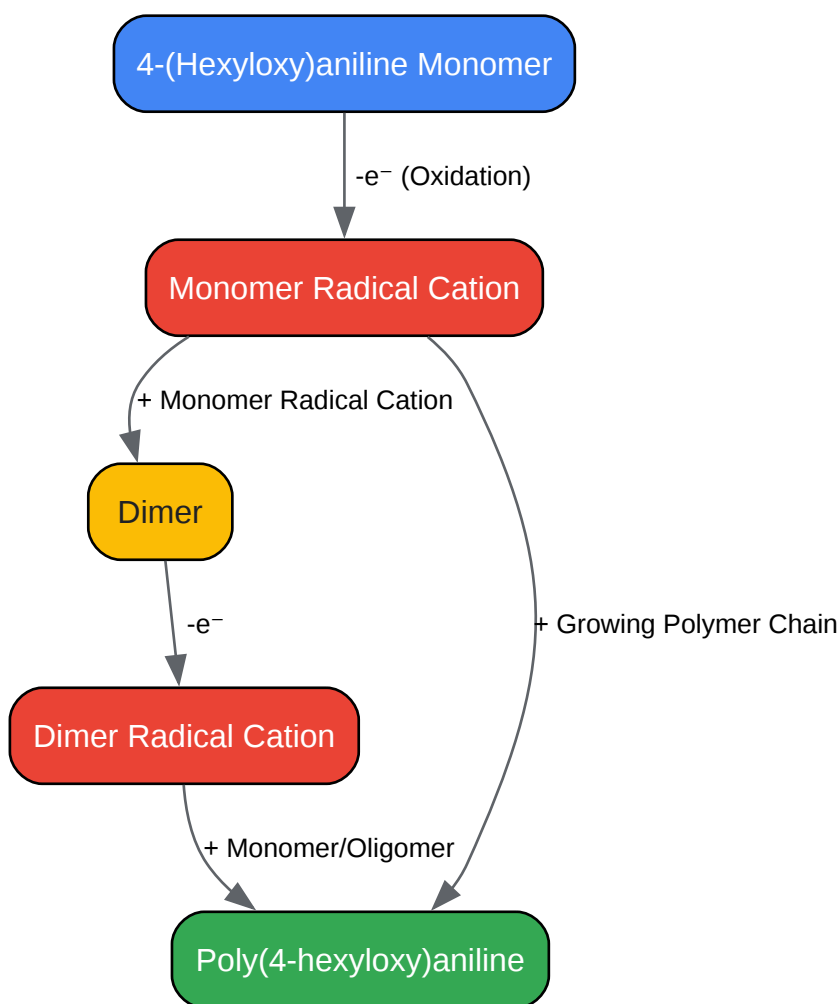 4-(Hexyloxy)aniline Monomer
-e⁻ (Oxidation)
Monomer Radical Cation
+ Monomer Radical Cation
Dimer
-e⁻
+ Growing Polymer Chain
Dimer Radical Cation
+ Monomer/Oligomer
Poly(4-hexyloxy)aniline